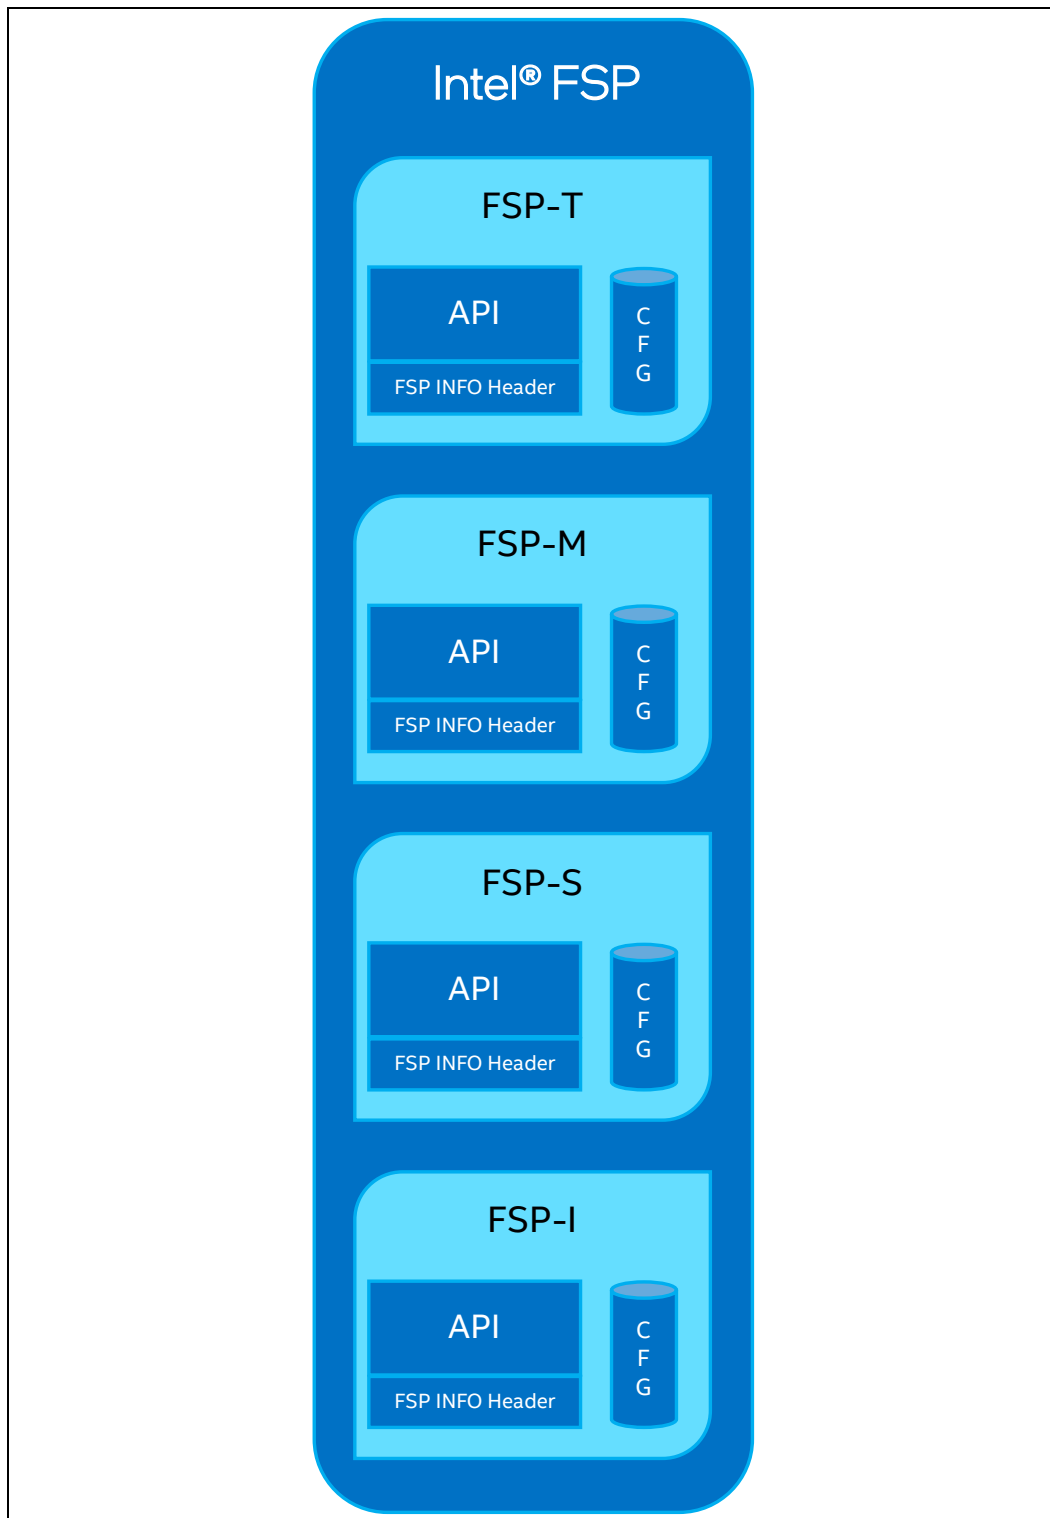 Intel® FSP
FSP-T
API
FSP INFO Header
C
F
G
FSP-M
API
FSP INFO Header
C
F
G
FSP-S
API
FSP INFO Header
C
F
G
FSP-I
API
FSP INFO Header
C
F
G